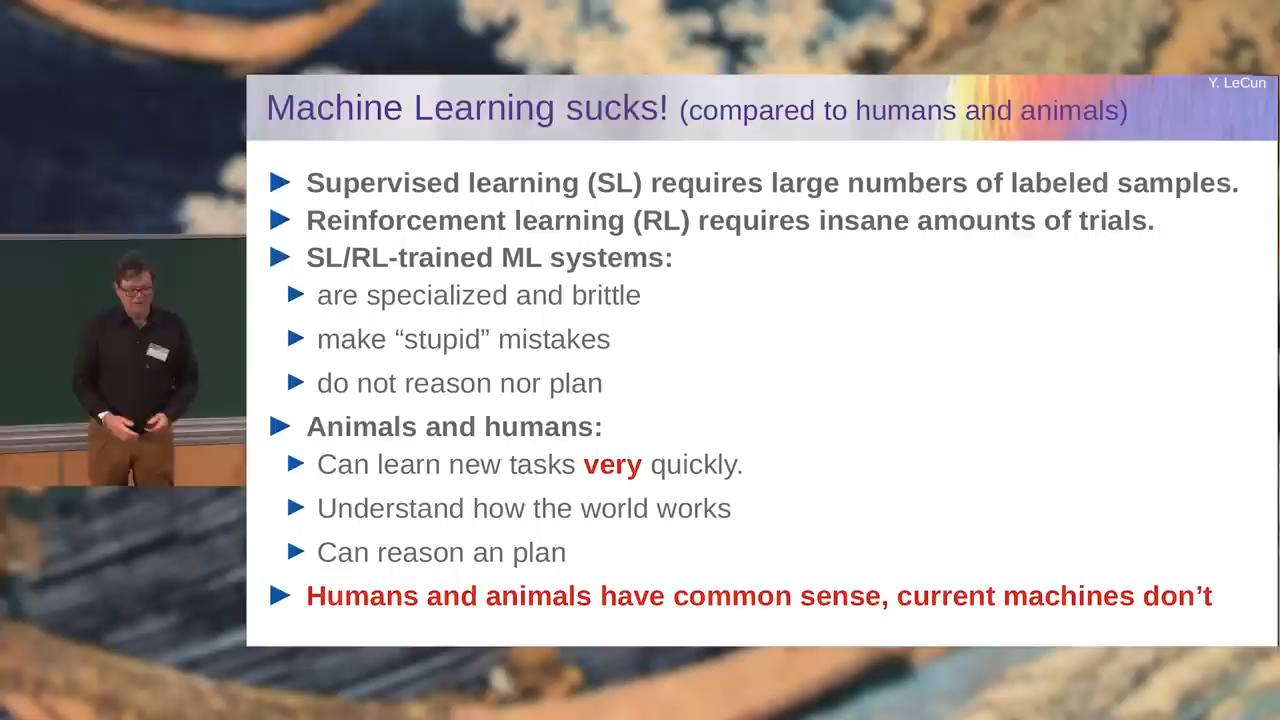 Y. LeCun
Machine Learning sucks! (compared to humans and animals)
Supervised learning (SL) requires large numbers of labeled samples.
Reinforcement learning (RL) requires insane amounts of trials.
SL/RL-trained ML systems:
are specialized and brittle
make “stupid” mistakes
do not reason nor plan
Animals and humans:
Can learn new tasks very quickly.
Understand how the world works
Can reason an plan
Humans and animals have common sense, current machines don’t